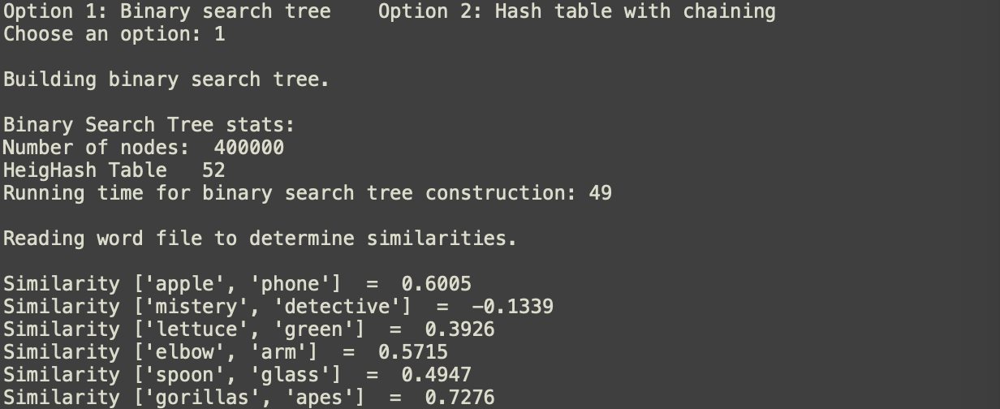 Option 1: Binary search tree    Option 2: Hash table with chaining
Choose an option: 1
Building binary search tree.
Binary Search Tree stats:
Number of nodes:  400000
HeigHash Table   52
Running time for binary search tree construction: 49
Reading word file to determine similarities.
Similarity ['apple', 'phone']  =  0.6005
Similarity ['mistery', 'detective']  =  -0.1339
Similarity ['lettuce', 'green']  =  0.3926
Similarity ['elbow', 'arm']  =  0.5715
Similarity ['spoon', 'glass']  =  0.4947
Similarity ['gorillas', 'apes']  =  0.7276